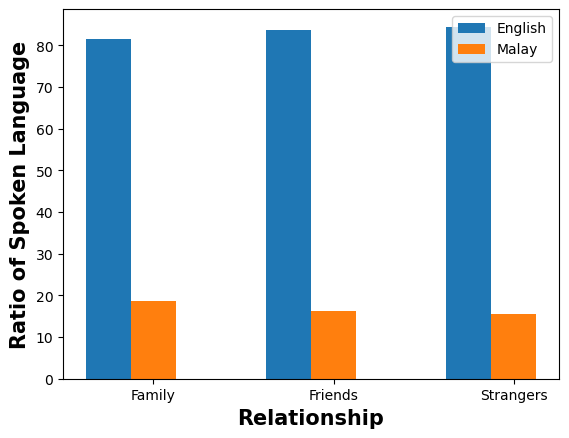 Ratio of Spoken Language
80
70
60
50
40
30
20
10
0
English
Malay
Family Friends Strangers
Relationship